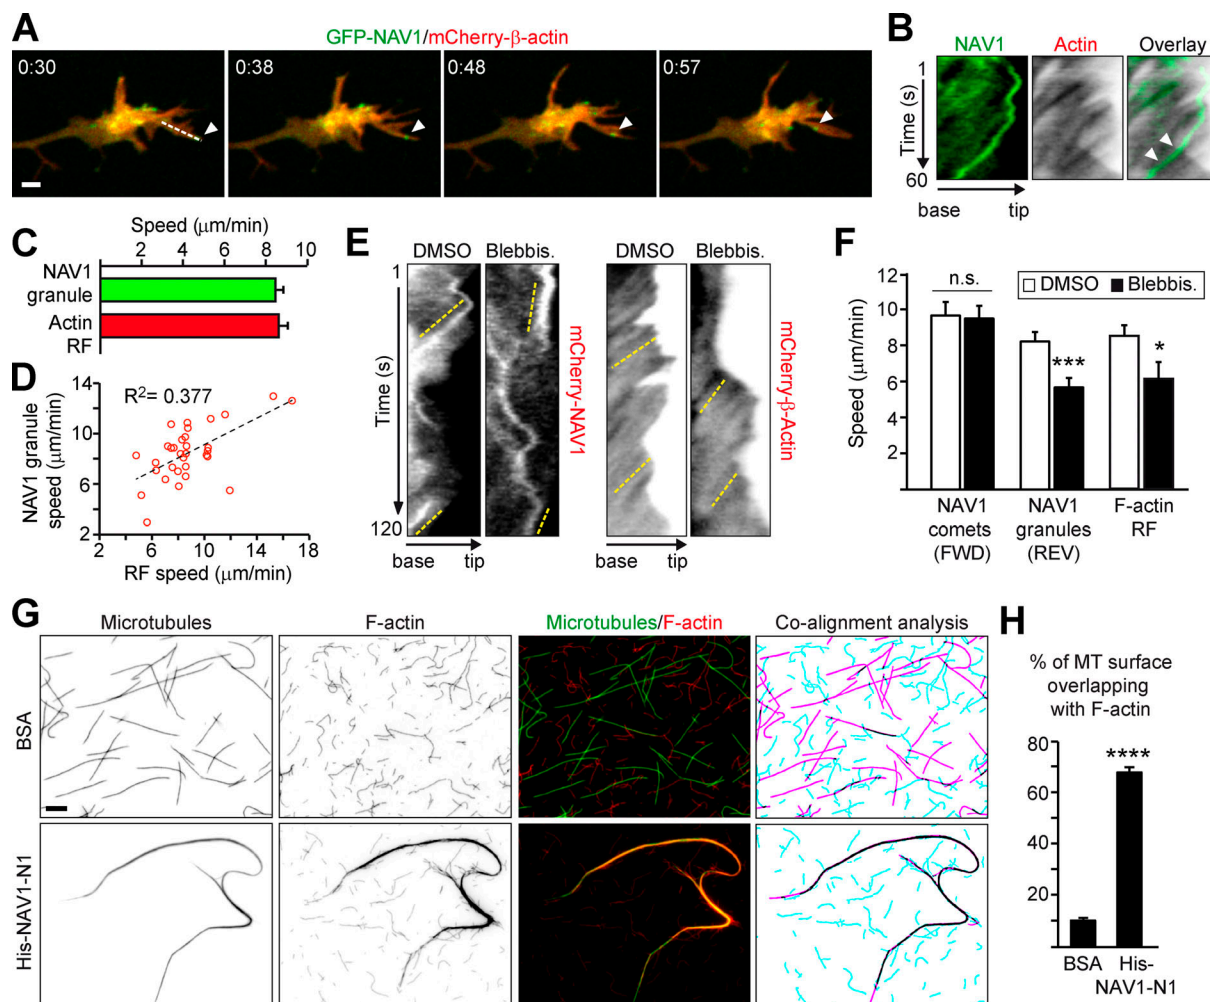 A
GFP-NAV1/mCherry-β-actin
0:30
0:38
0:48
0:57
B
NAV1
Actin
Overlay
1
Time (s)
60
base
tip
C
Speed (μm/min)
2 4 6 8 10
NAV1
granule
Actin
RF
D
R²= 0.377
NAV1 granule
speed (μm/min)
14
10
6
2
2 6 10 14 18
RF speed (μm/min)
E
DMSO Blebbis.
DMSO Blebbis.
1
Time (s)
120
mCherry-NAV1
mCherry-β-Actin
base tip
base tip
F
Speed (μm/min)
12
10
8
6
4
2
n.s.
DMSO Blebbis.
***
*
NAV1
comets
(FWD)
NAV1
granules
(REV)
F-actin
RF
G
Microtubules
F-actin
Microtubules/F-actin
Co-alignment analysis
BSA
His-NAV1-N1
H
% of MT surface
overlapping
with F-actin
80
60
40
20
****
BSA
His-
NAV1-N1